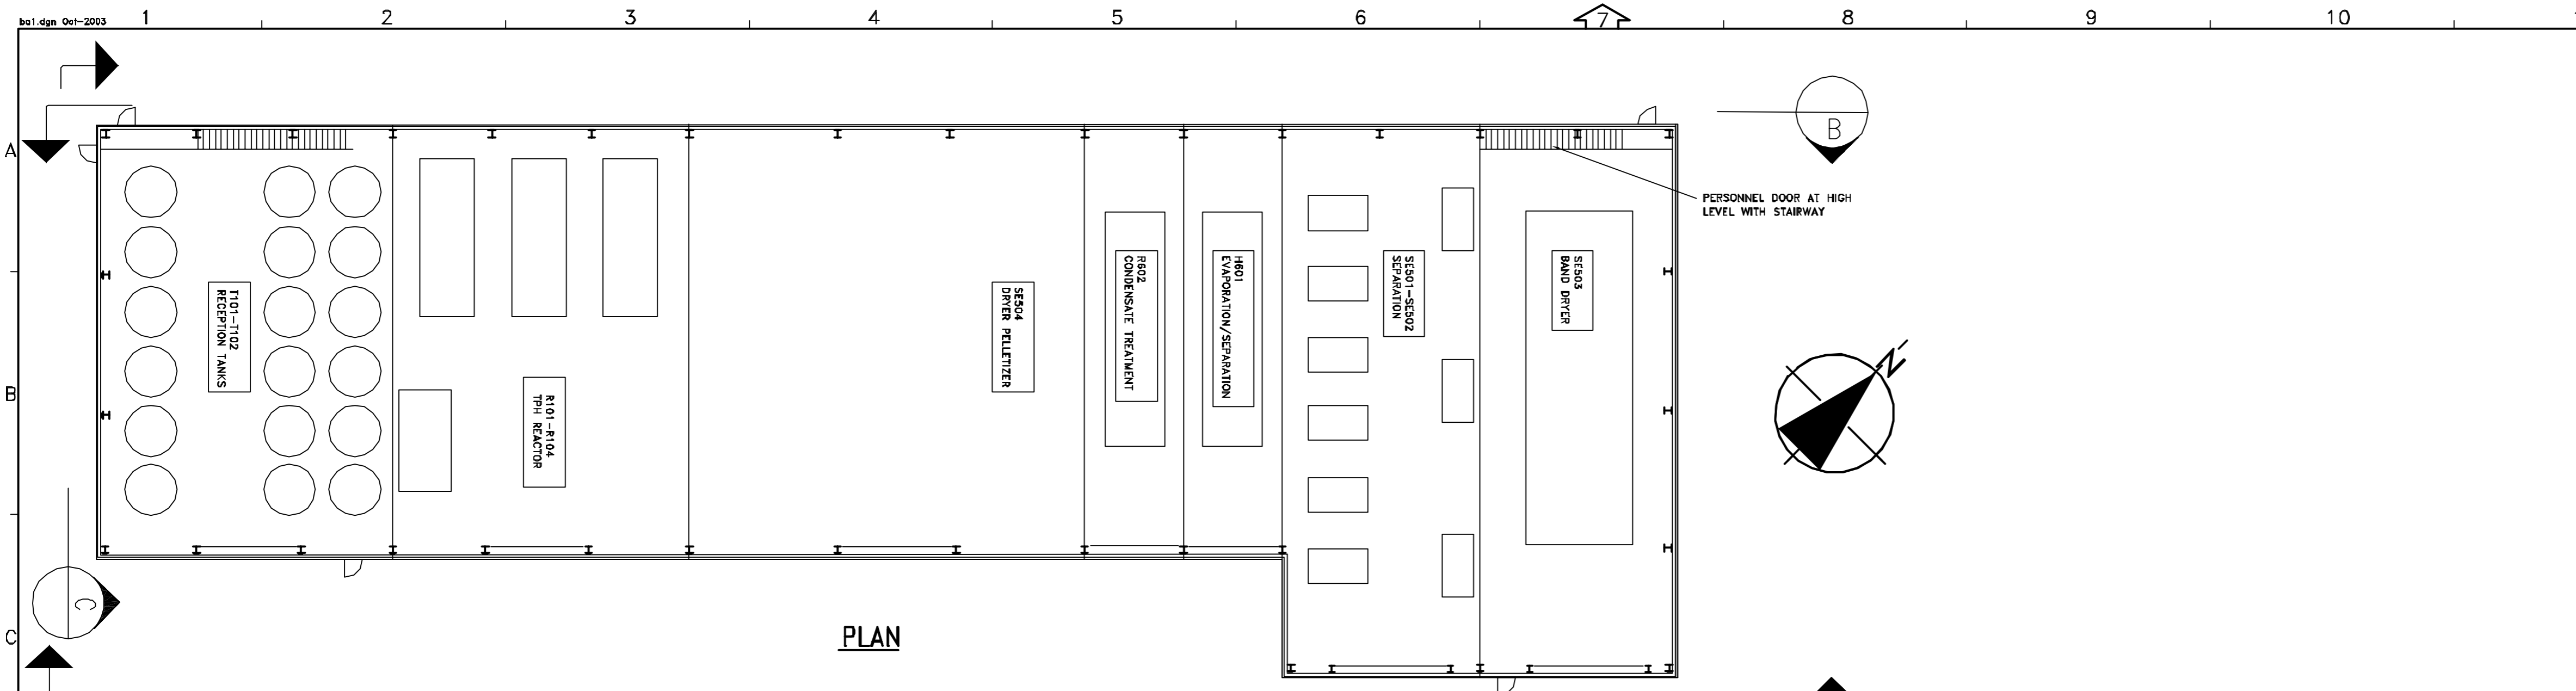 ba1.dgn Oct-2003
1 2 3 4 5 6 7 8 9 10
A
B
PERSONNEL DOOR AT HIGH
LEVEL WITH STAIRWAY
T101-T102
RECEPTION TANKS
R101-R104
TPH REACTOR
SE504
DRYER PELLETIZER
R602
CONDENSATE TREATMENT
H601
EVAPORATION/SEPARATION
SE501-SE502
SEPARATION
SE503
BAND DRYER
N
B
C
C
PLAN